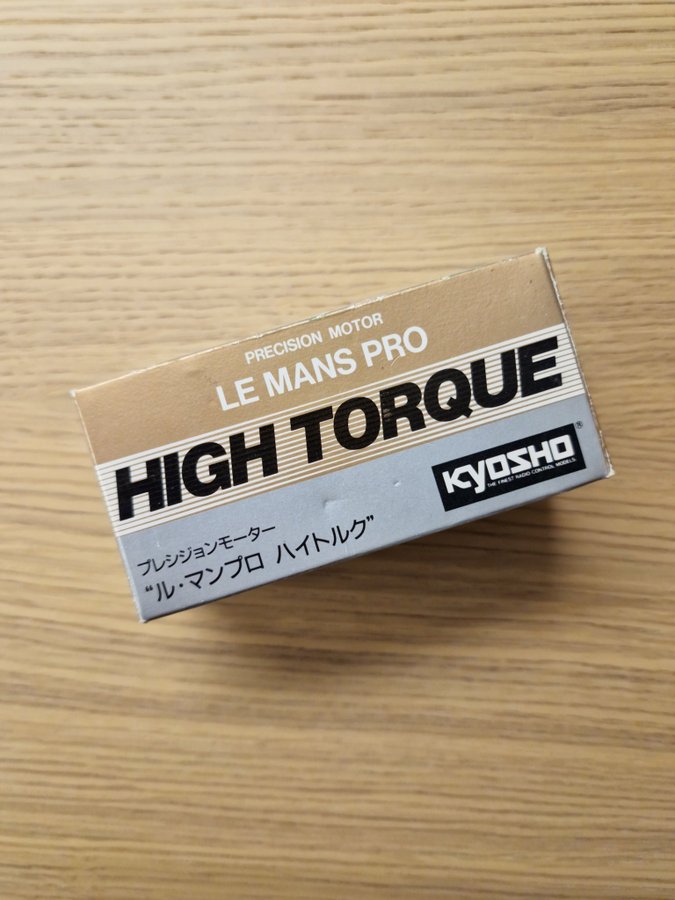 PRECISION MOTOR
LE MANS PRO
HIGH TORQUE
KYOSHO®
THE FINEST RADIO CONTROL MODELS.
プレシジョンモーター
“ル・マンプロ ハイトルク”